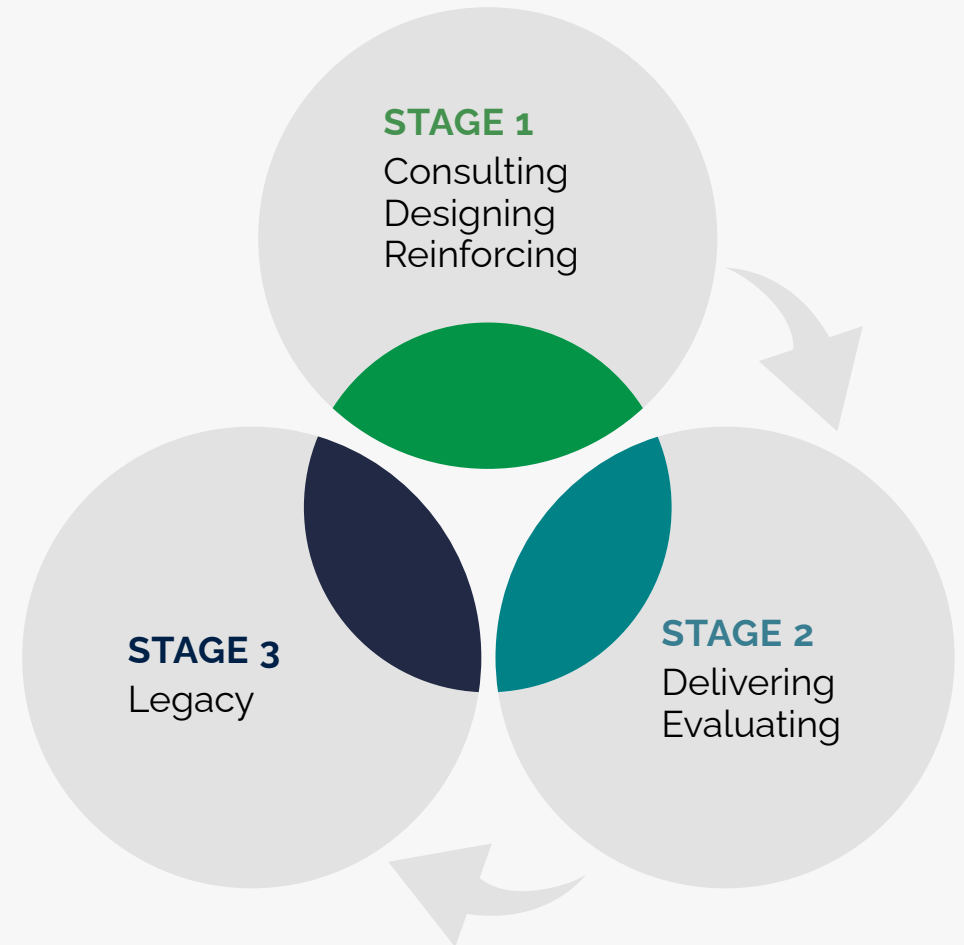 STAGE 1
Consulting
Designing
Reinforcing
STAGE 2
Delivering
Evaluating
STAGE 3
Legacy